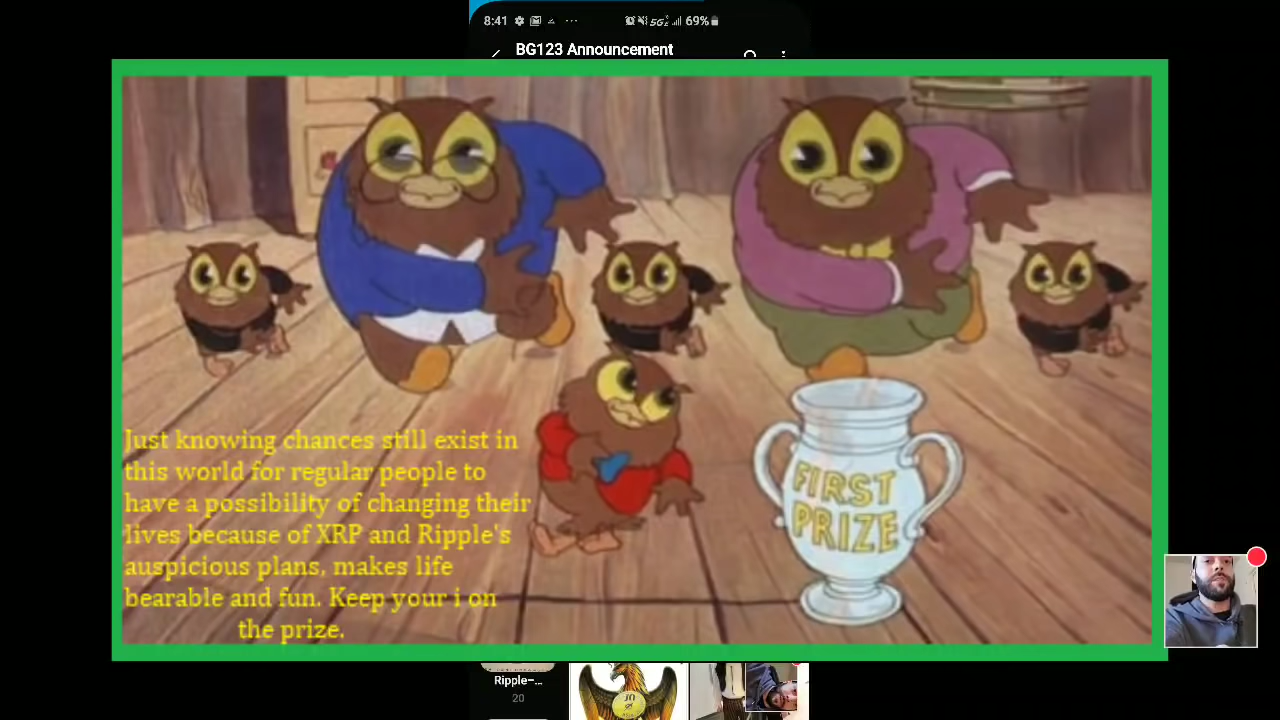 8:41 ... 5G 69%
BG123 Announcement
Just knowing chances still exist in
this world for regular people to
have a possibility of changing their
lives because of XRP and Ripple's
auspicious plans, makes life
bearable and fun. Keep your i on
the prize.
FIRST
PRIZE
Ripple–...
20